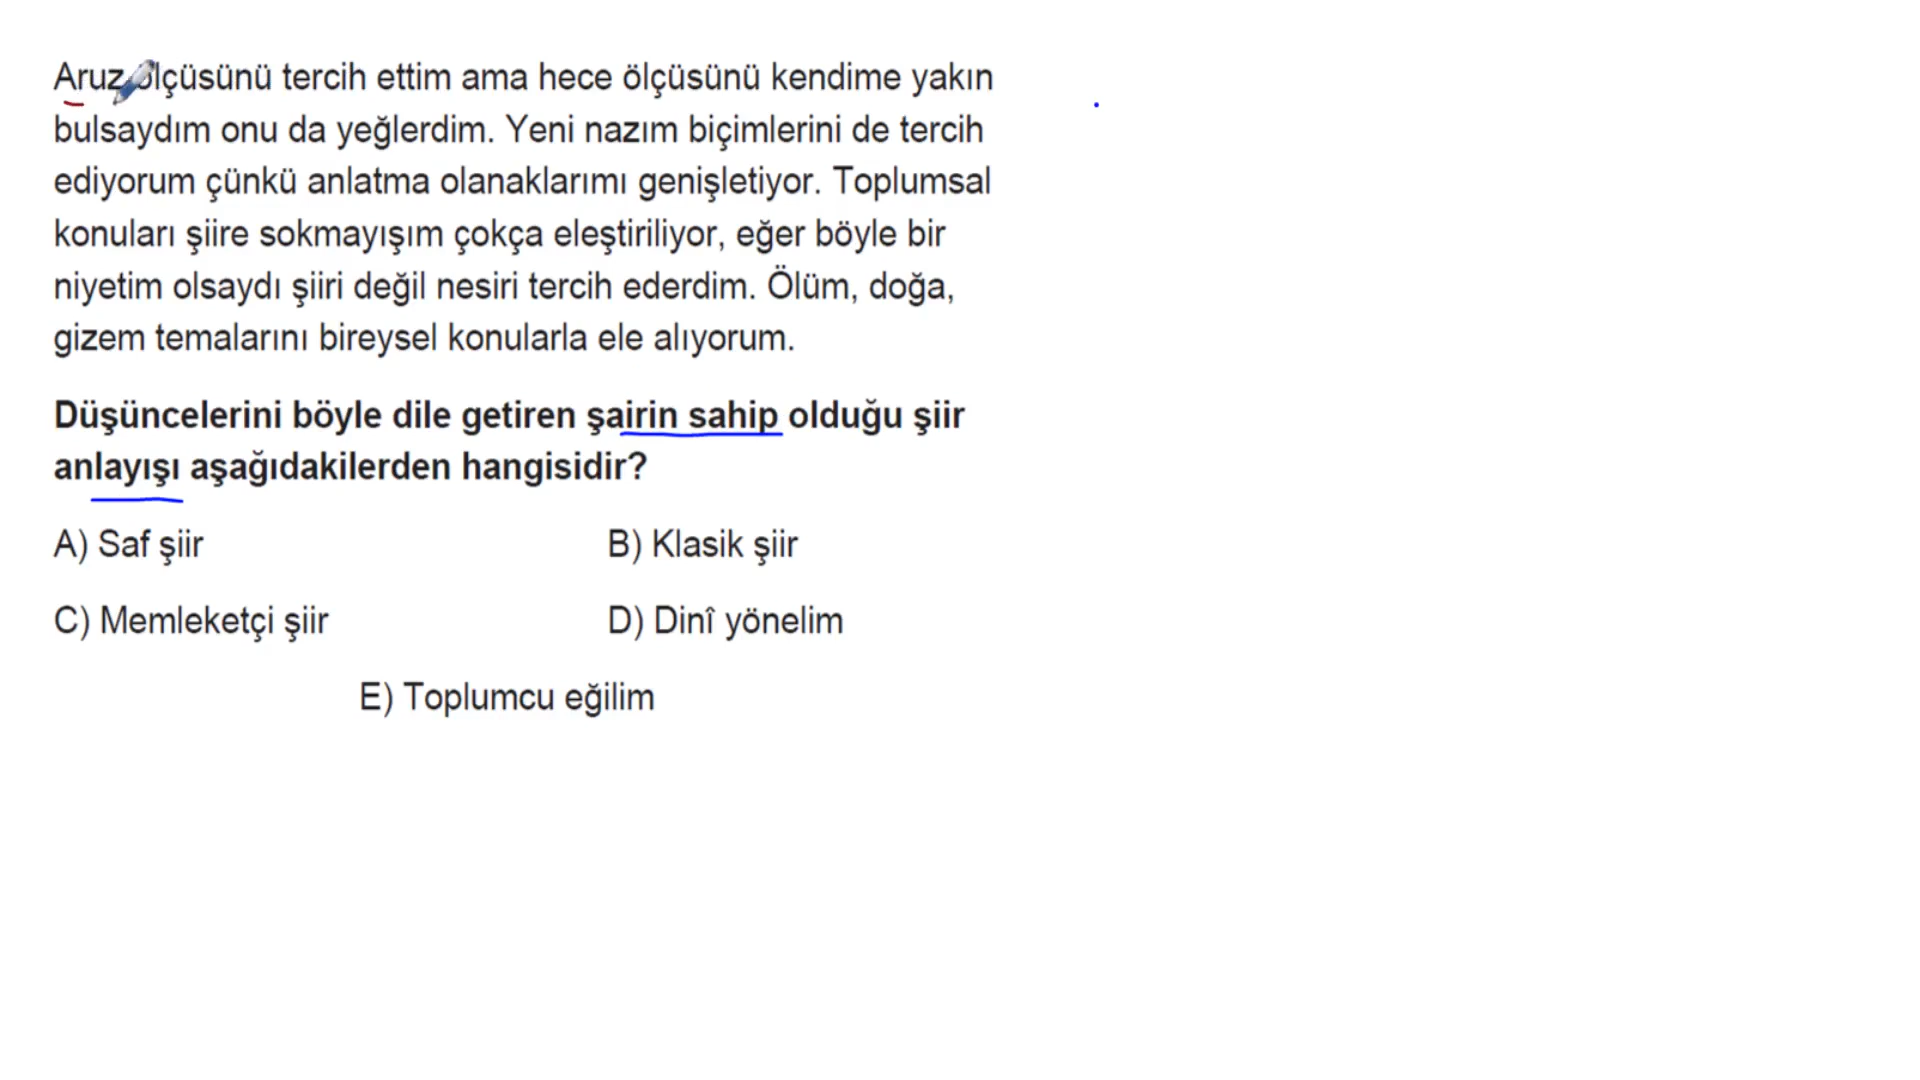 Aruz ölçüsünü tercih ettim ama hece ölçüsünü kendime yakın
bulsaydım onu da yeğlerdim. Yeni nazım biçimlerini de tercih
ediyorum çünkü anlatma olanaklarımı genişletiyor. Toplumsal
konuları şiire sokmayışım çokça eleştiriliyor, eğer böyle bir
niyetim olsaydı şiiri değil nesiri tercih ederdim. Ölüm, doğa,
gizem temalarını bireysel konularla ele alıyorum.
Düşüncelerini böyle dile getiren şairin sahip olduğu şiir
anlayışı aşağıdakilerden hangisidir?
A) Saf şiir
B) Klasik şiir
C) Memleketçi şiir
D) Dinî yönelim
E) Toplumcu eğilim